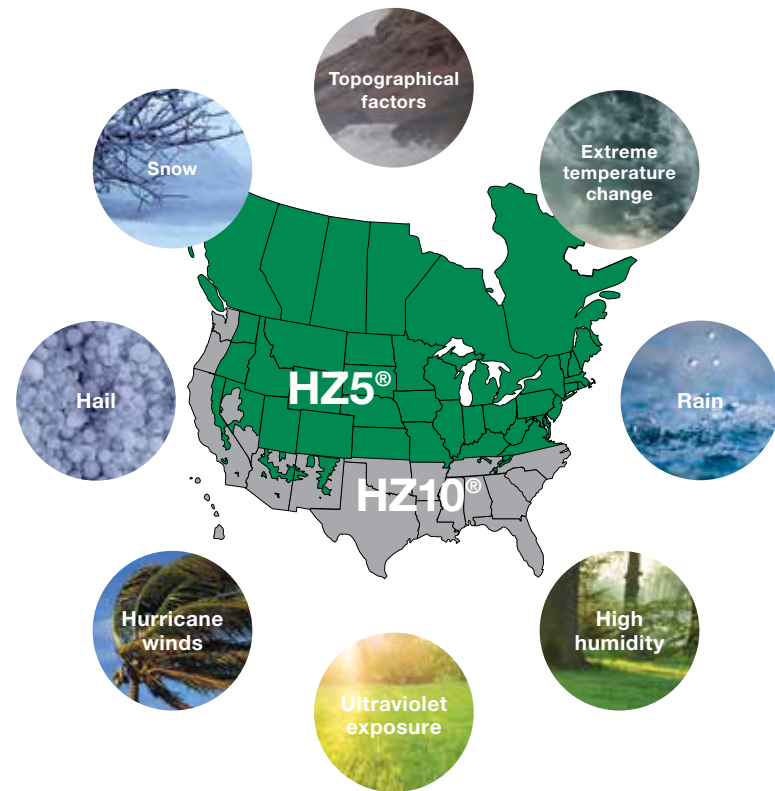 Topographical
factors
Snow
Extreme
temperature
change
HZ5®
Hail
Rain
HZ10®
Hurricane
winds
High
humidity
Ultraviolet
exposure